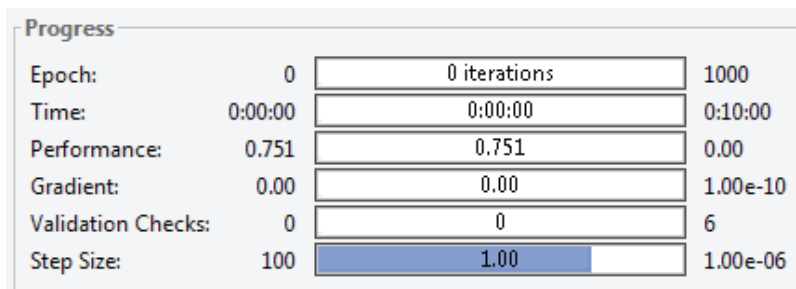 Progress
Epoch: 0 0 iterations 1000
Time: 0:00:00 0:00:00 0:10:00
Performance: 0.751 0.751 0.00
Gradient: 0.00 0.00 1.00e-10
Validation Checks: 0 0 6
Step Size: 100 1.00 1.00e-06